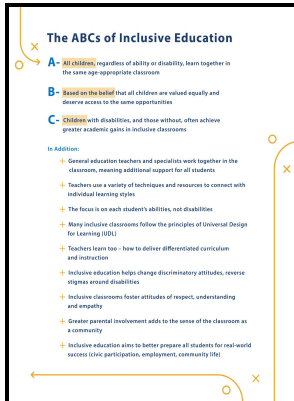 The ABCs of Inclusive Education
A- All children, regardless of ability or disability, learn together in
the same age-appropriate classroom
B- Based on the belief that all children are valued equally and
deserve access to the same opportunities
C- Children with disabilities, and those without, often achieve
greater academic gains in inclusive classrooms
In Addition:
+ General education teachers and specialists work together in the
classroom, meaning additional support for all students
+ Teachers use a variety of techniques and resources to connect with
individual learning styles
+ The focus is on each student's abilities, not disabilities
+ Many inclusive classrooms follow the principles of Universal Design
for Learning (UDL)
+ Teachers learn too – how to deliver differentiated curriculum
and instruction
+ Inclusive education helps change discriminatory attitudes, reverse
stigmas around disabilities
+ Inclusive classrooms foster attitudes of respect, understanding
and empathy
+ Greater parental involvement adds to the sense of the classroom as
a community
+ Inclusive education aims to better prepare all students for real-world
success (civic participation, employment, community life)